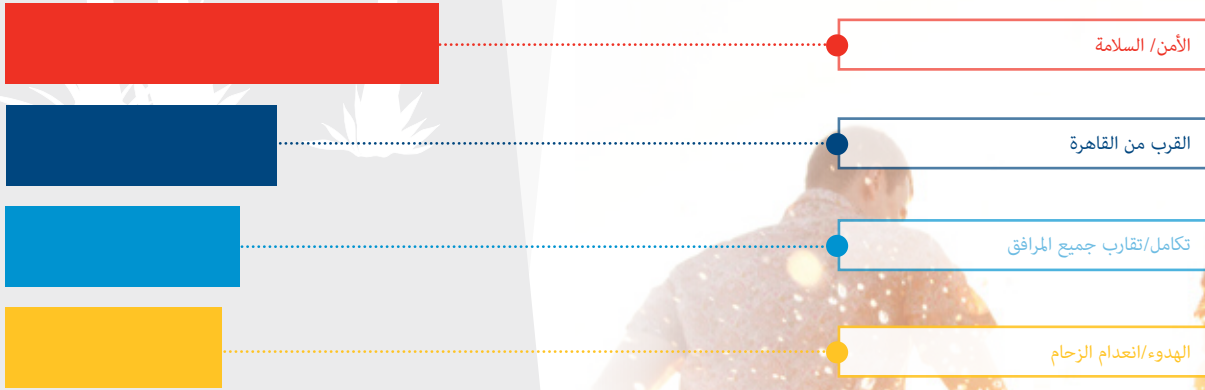 الأمن/ السلامة
القرب من القاهرة
تكامل/تقارب جميع المرافق
الهدوء/انعدام الزحام